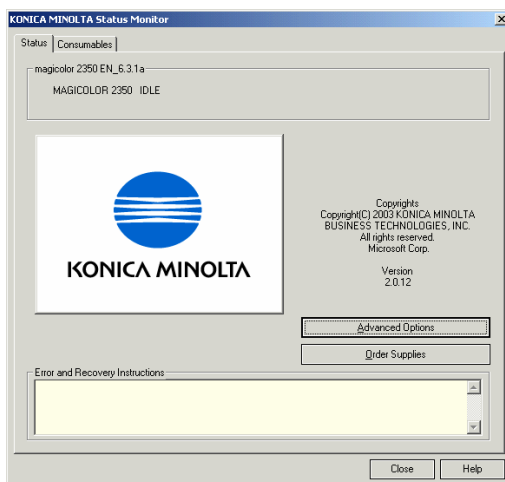 KONICA MINOLTA Status Monitor
Status
Consumables
magicolor 2350 EN_6.3.1a
MAGICOLOR 2350 IDLE
KONICA MINOLTA
Copyrights
Copyright(C) 2003 KONICA MINOLTA
BUSINESS TECHNOLOGIES, INC.
All rights reserved.
Microsoft Corp.
Version
2.0.12
Advanced Options
Order Supplies
Error and Recovery Instructions
Close
Help